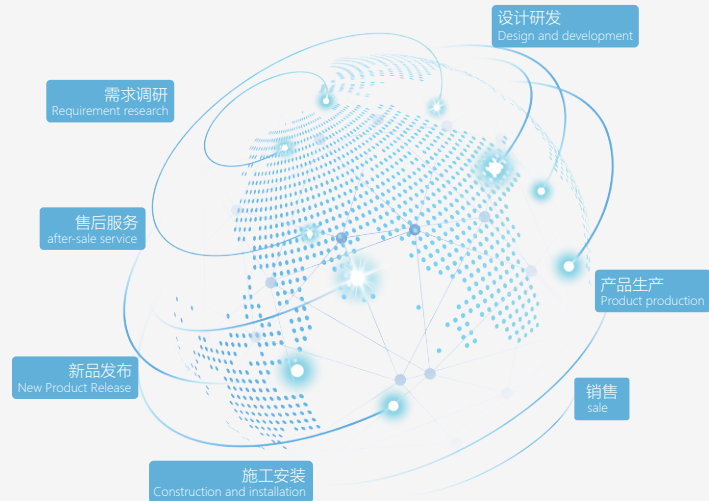 设计研发
Design and development
需求调研
Requirement research
售后服务
after-sale service
产品生产
Product production
新品发布
New Product Release
销售
sale
施工安装
Construction and installation